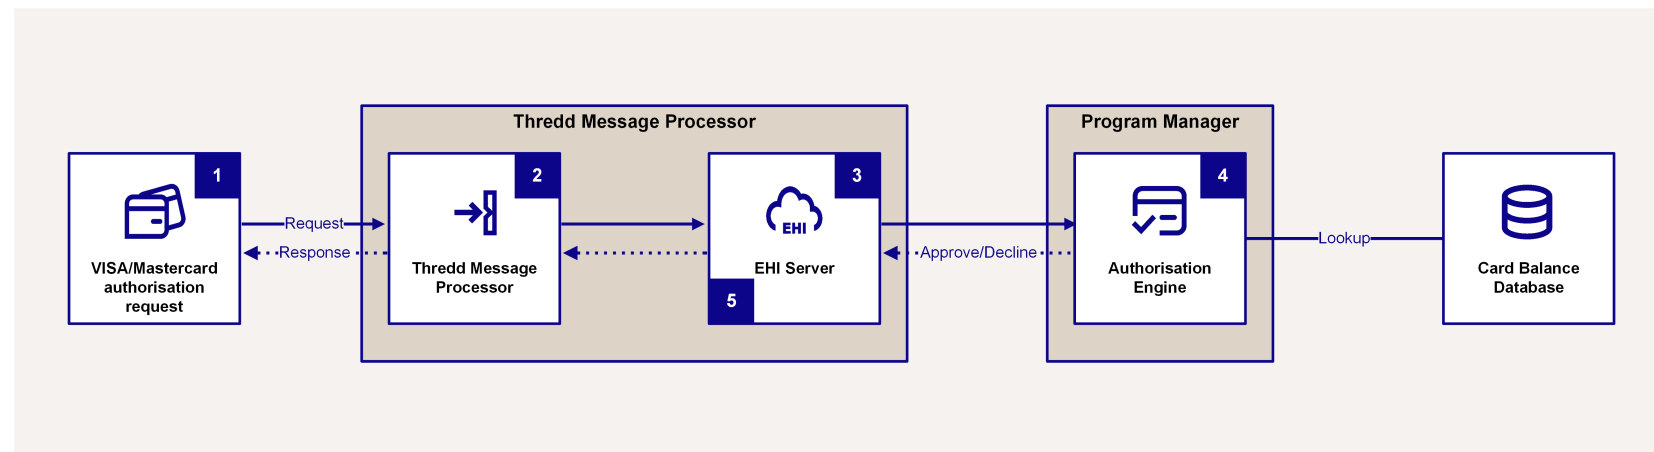 Thredd Message Processor
Program Manager
1
2
3
4
Request
EHI
Response
Approve/Decline
Lookup
VISA/Mastercard
authorisation
request
Thredd Message
Processor
EHI Server
5
Authorisation
Engine
Card Balance
Database